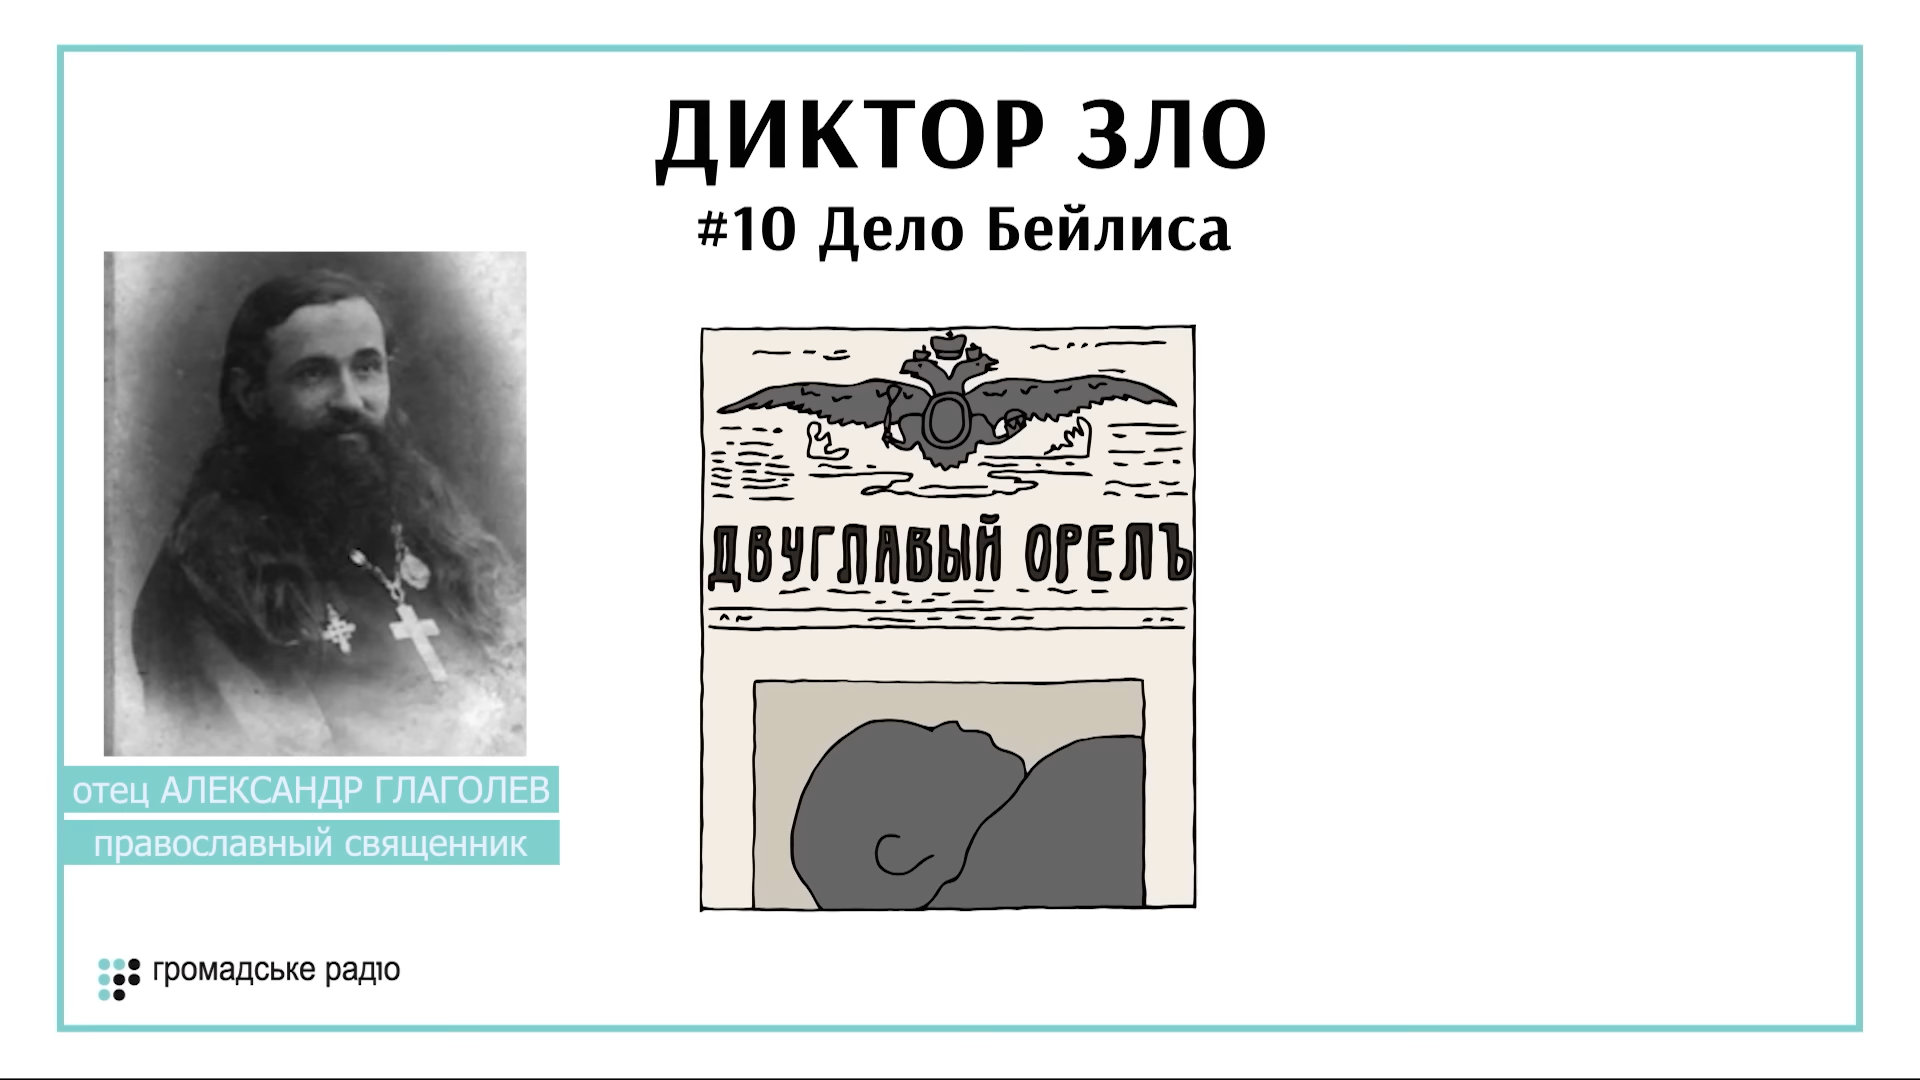 ДИКТОР ЗЛО
#10 Дело Бейлиса
ДВУГЛАВЫЙ ОРЕЛЪ
отец АЛЕКСАНДР ГЛАГОЛЕВ
православный священник
громадське радіо